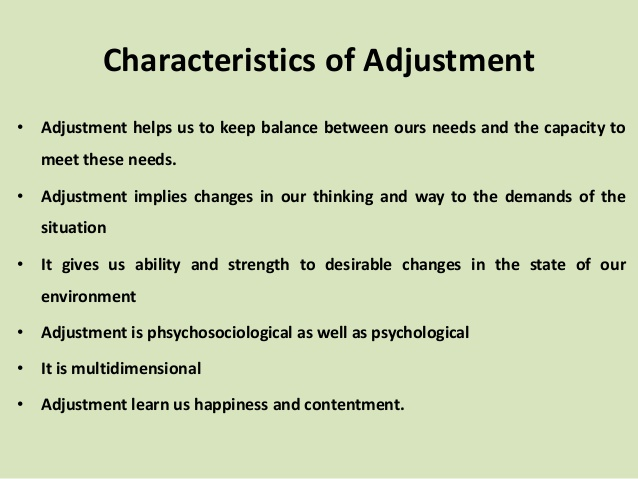 Characteristics of Adjustment
• Adjustment helps us to keep balance between ours needs and the capacity to
meet these needs.
• Adjustment implies changes in our thinking and way to the demands of the
situation
• It gives us ability and strength to desirable changes in the state of our
environment
• Adjustment is phsychosociological as well as psychological
• It is multidimensional
• Adjustment learn us happiness and contentment.